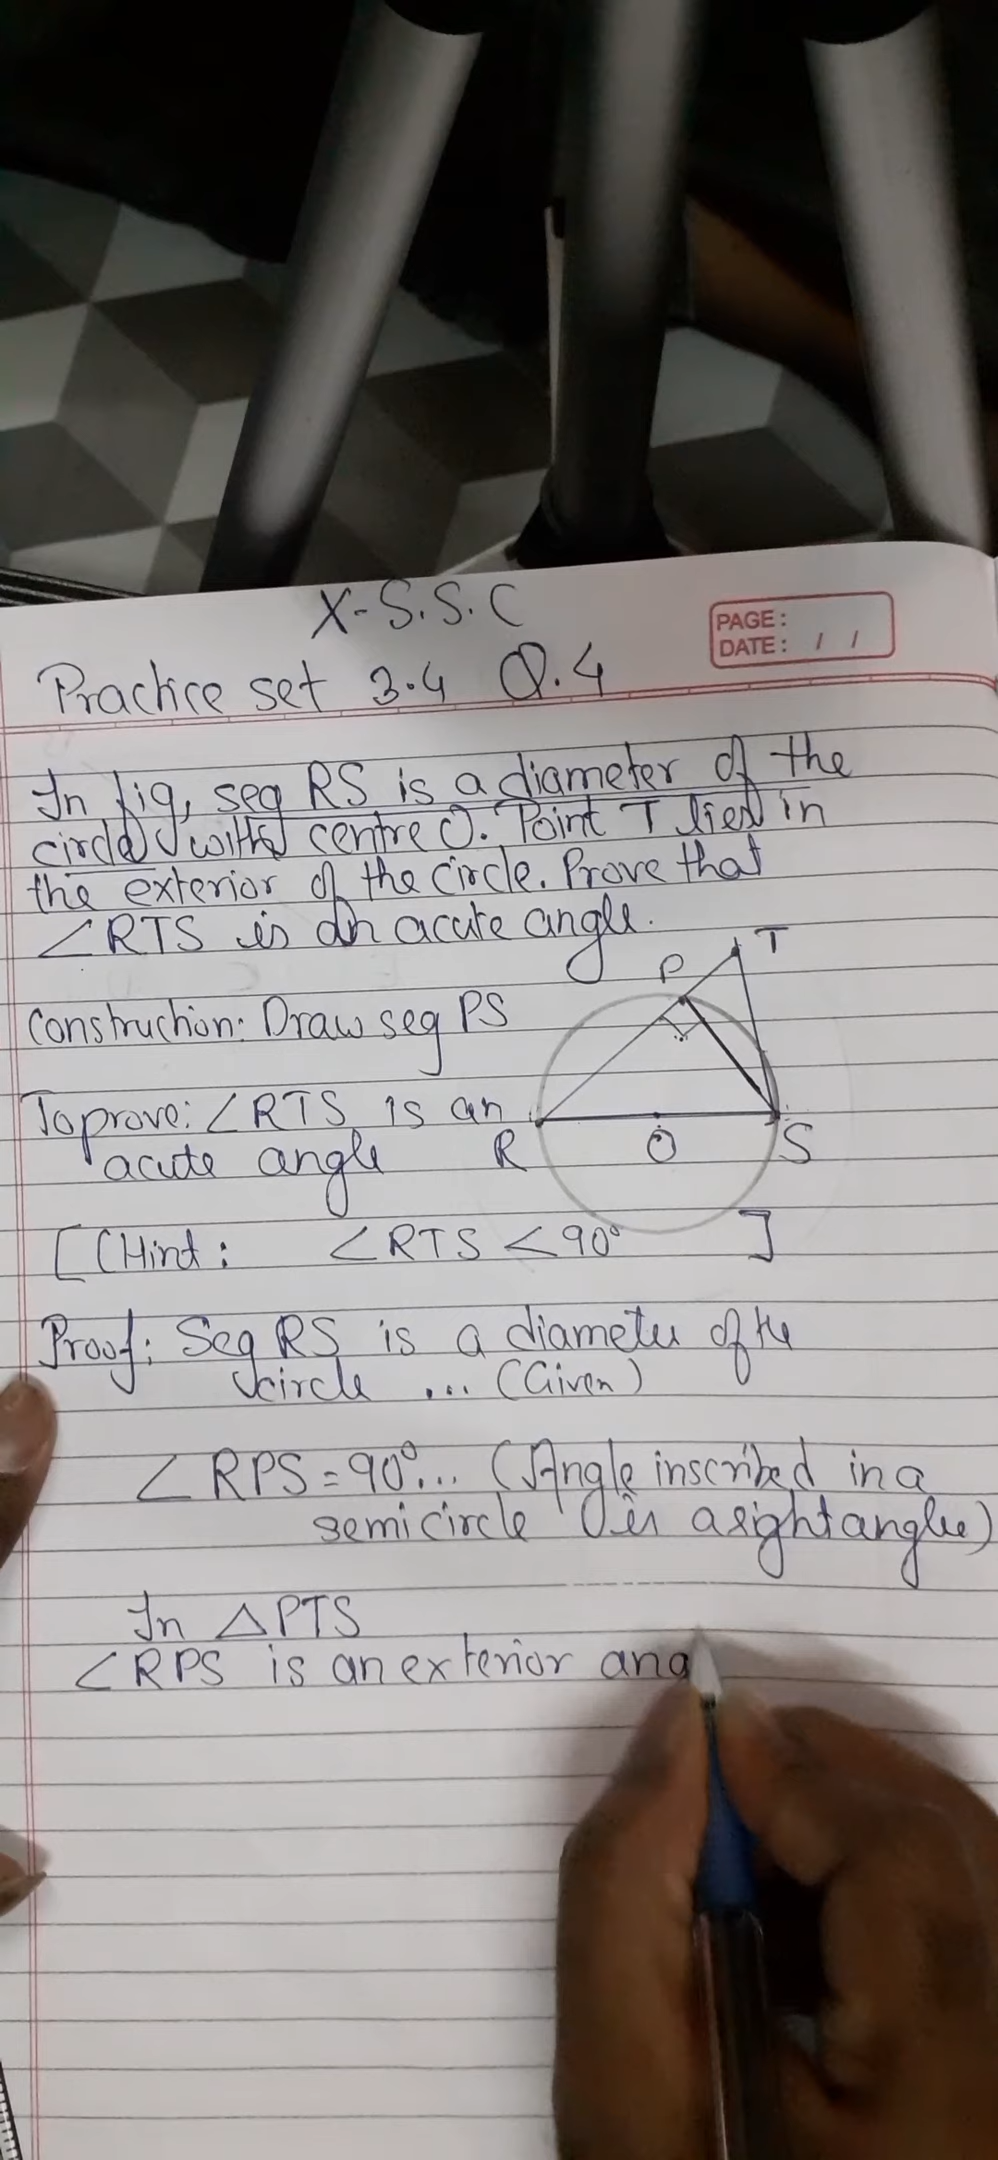 X-S.S.C
PAGE:
DATE: / /
Practice set 3.4 Q.4
In fig, seg RS is a diameter of the
circle with centre O. Point T lies in
the exterior of the circle. Prove that
∠RTS is an acute angle.
T
P
Construction: Draw seg PS
To prove: ∠RTS is an
acute angle
R O S
[(Hint: ∠RTS < 90° ]
Proof: Seg RS is a diameter of the
circle ... (Given)
∠RPS = 90°... (Angle inscribed in a
semicircle is a right angle)
In △PTS
∠RPS is an exterior ang